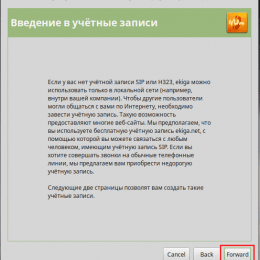 Введение в учётные записи
Если у вас нет учётной записи SIP или H323, ekiga можно
использовать только в локальной сети (например,
внутри вашей компании). Чтобы другие пользователи
могли общаться с вами по Интернету, необходимо
завести учётную запись. Такую возможность
предоставляют многие веб-сайты. Мы предполагаем, что
вы используете бесплатную учётную запись ekiga.net, с
помощью которой вы можете связаться с любым
человеком, имеющим учётную запись SIP. Если вы
хотите совершать звонки на обычные телефонные
линии, мы предлагаем вам приобрести недорогую
учётную запись.
Следующие две страницы позволят вам создать такие
учётные записи.
Cancel Back Forward